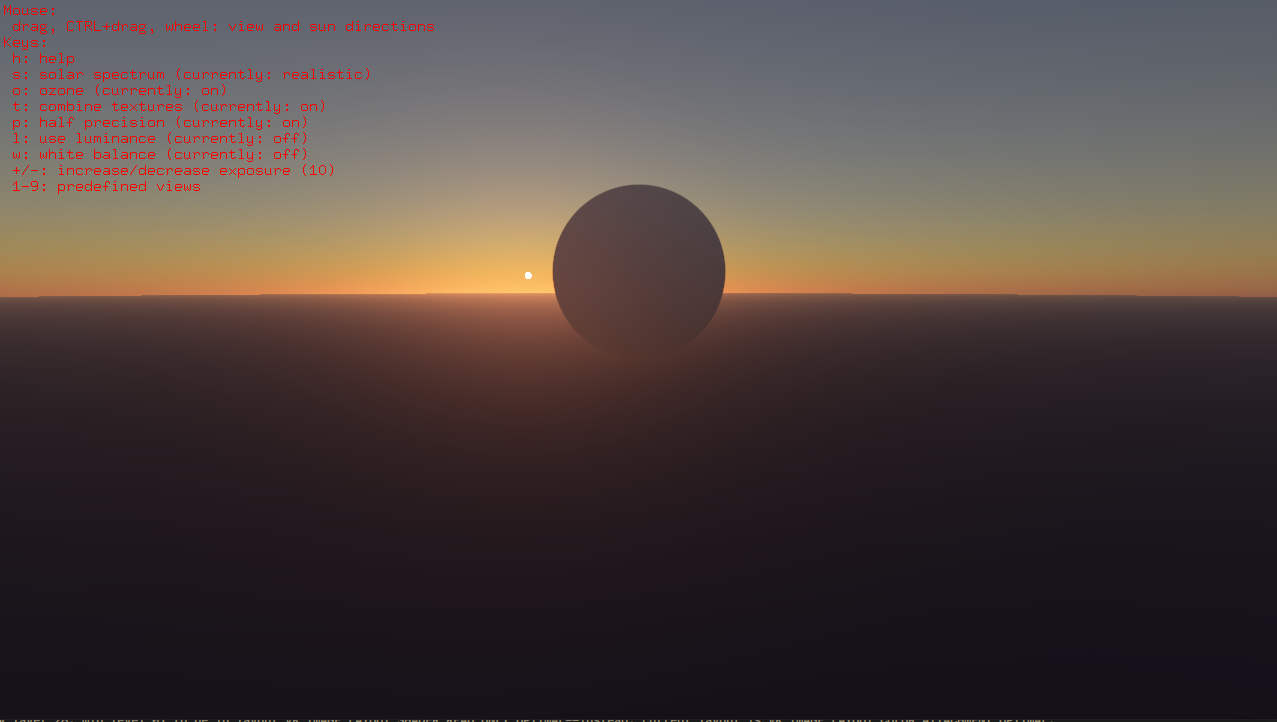 Mouse:
drag, CTRL+drag, wheel: view and sun directions
Keys:
h: help
s: solar spectrum (currently: realistic)
o: ozone (currently: on)
t: combine textures (currently: on)
p: half precision (currently: on)
l: use luminance (currently: off)
w: white balance (currently: off)
+/-: increase/decrease exposure (10)
1-9: predefined views